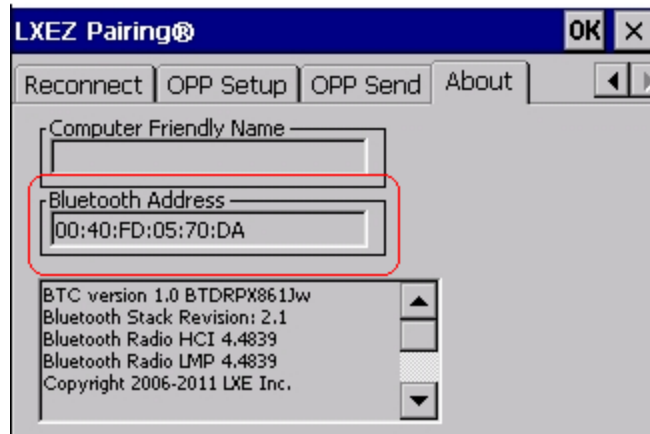 LXEZ Pairing®
OK ×
Reconnect OPP Setup OPP Send About
Computer Friendly Name
Bluetooth Address
00:40:FD:05:70:DA
BTC version 1.0 BTDRPX861Jw
Bluetooth Stack Revision: 2.1
Bluetooth Radio HCI 4.4839
Bluetooth Radio LMP 4.4839
Copyright 2006-2011 LXE Inc.